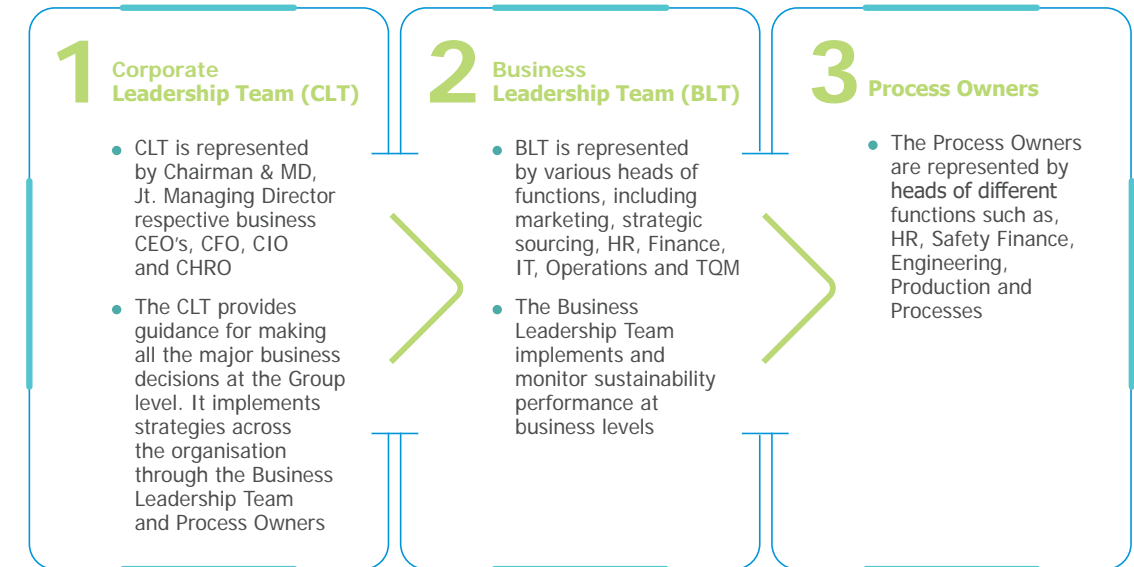 1
Corporate
Leadership Team (CLT)
CLT is represented
by Chairman & MD,
Jt. Managing Director
respective business
CEO's, CFO, CIO
and CHRO
The CLT provides
guidance for making
all the major business
decisions at the Group
level. It implements
strategies across
the organisation
through the Business
Leadership Team
and Process Owners
2
Business
Leadership Team (BLT)
BLT is represented
by various heads of
functions, including
marketing, strategic
sourcing, HR, Finance,
IT, Operations and TQM
The Business
Leadership Team
implements and
monitor sustainability
performance at
business levels
3
Process Owners
The Process Owners
are represented by
heads of different
functions such as,
HR, Safety Finance,
Engineering,
Production and
Processes